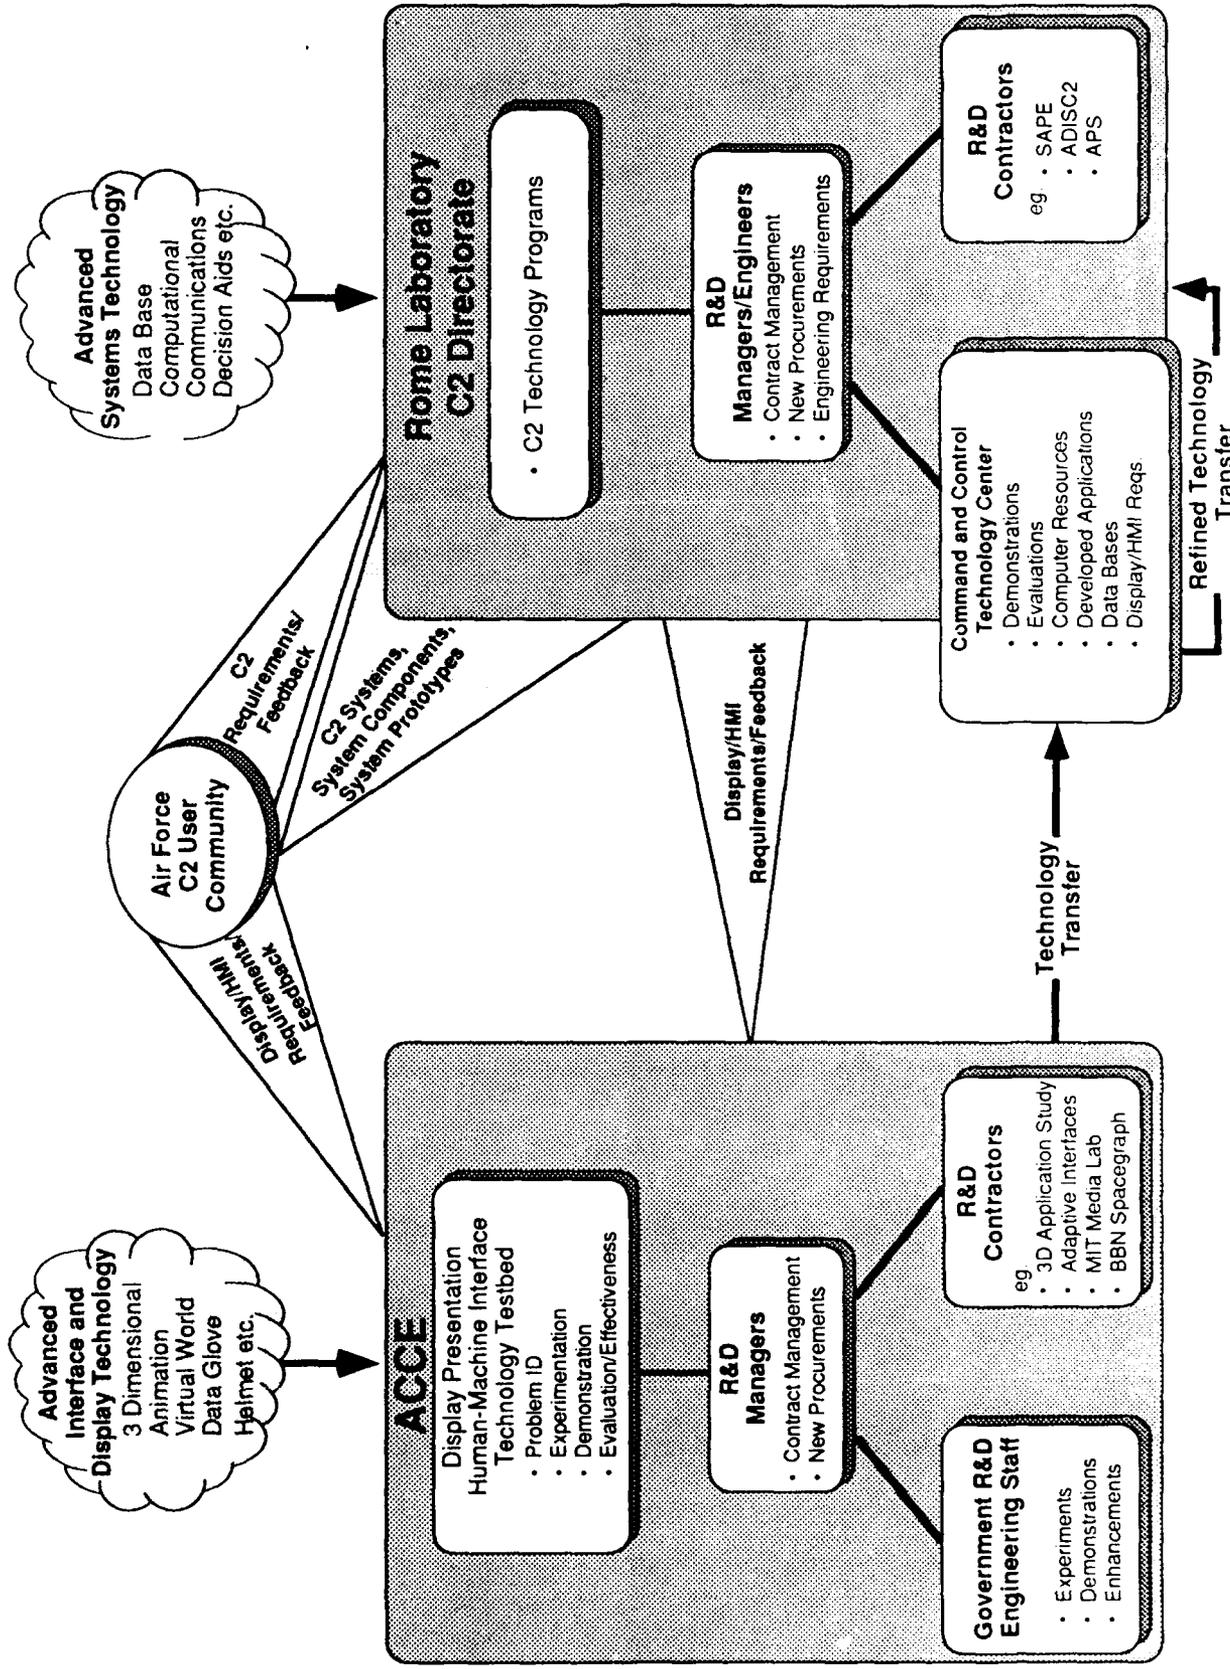 Advanced
Interface and
Display Technology
3 Dimensional
Animation
Virtual World
Data Glove
Helmet etc.
Air Force
C2 User
Community
Advanced
Systems Technology
Data Base
Computational
Communications
Decision Aids etc.
Display/HMI
Requirements/
Feedback
C2
Requirements/
Feedback
C2 Systems,
System Components,
System Prototypes
ACCE
Display Presentation
Human-Machine Interface
Technology Testbed
• Problem ID
• Experimentation
• Demonstration
• Evaluation/Effectiveness
R&D
Managers
• Contract Management
• New Procurements
Government R&D
Engineering Staff
• Experiments
• Demonstrations
• Enhancements
R&D
Contractors
eg.
• 3D Application Study
• Adaptive Interfaces
• MIT Media Lab
• BBN Spacegraph
Display/HMI
Requirements/Feedback
Technology
Transfer
Rome Laboratory
C2 Directorate
• C2 Technology Programs
R&D
Managers/Engineers
• Contract Management
• New Procurements
• Engineering Requirements
Command and Control
Technology Center
• Demonstrations
• Evaluations
• Computer Resources
• Developed Applications
• Data Bases
• Display/HMI Reqs.
R&D
Contractors
eg. • SAPE
• ADISC2
• APS
Refined Technology
Transfer